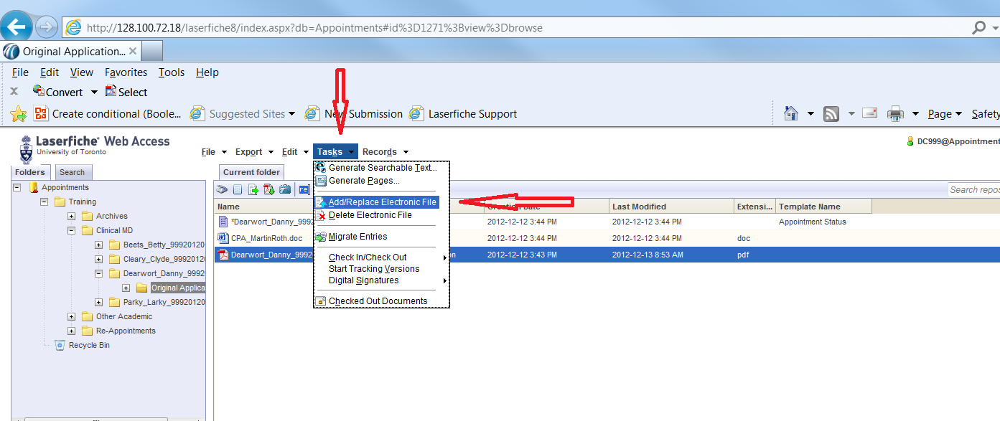 http://128.100.72.18/laserfiche8/index.aspx?db=Appointments#id%3D1271%3Bview%3Dbrowse
Original Application...
File Edit View Favorites Tools Help
Convert Select
Create conditional (Boole... Suggested Sites New Submission Laserfiche Support Page Safety
Laserfiche Web Access
University of Toronto
DC999@Appointment
File Export Edit Tasks Records
Folders Search Current folder
Generate Searchable Text...
Generate Pages...
Add/Replace Electronic File
Delete Electronic File
Migrate Entries
Check In/Check Out
Start Tracking Versions
Digital Signatures
Checked Out Documents
Appointments
Training
Archives
Clinical MD
Beets_Betty_99920120
Cleary_Clyde_9992012
Dearwort_Danny_9992
Original Applica
Parky_Larky_99920120
Other Academic
Re-Appointments
Recycle Bin
re
Search repos
Name Creation Date Last Modified Extensi... Template Name
*Dearwort_Danny_9992 2012-12-12 3:44 PM 2012-12-12 3:44 PM Appointment Status
CPA_MartinRoth.doc 2012-12-12 3:44 PM 2012-12-12 3:44 PM doc
Dearwort_Danny_9992 an 2012-12-12 3:43 PM 2012-12-13 8:53 AM pdf